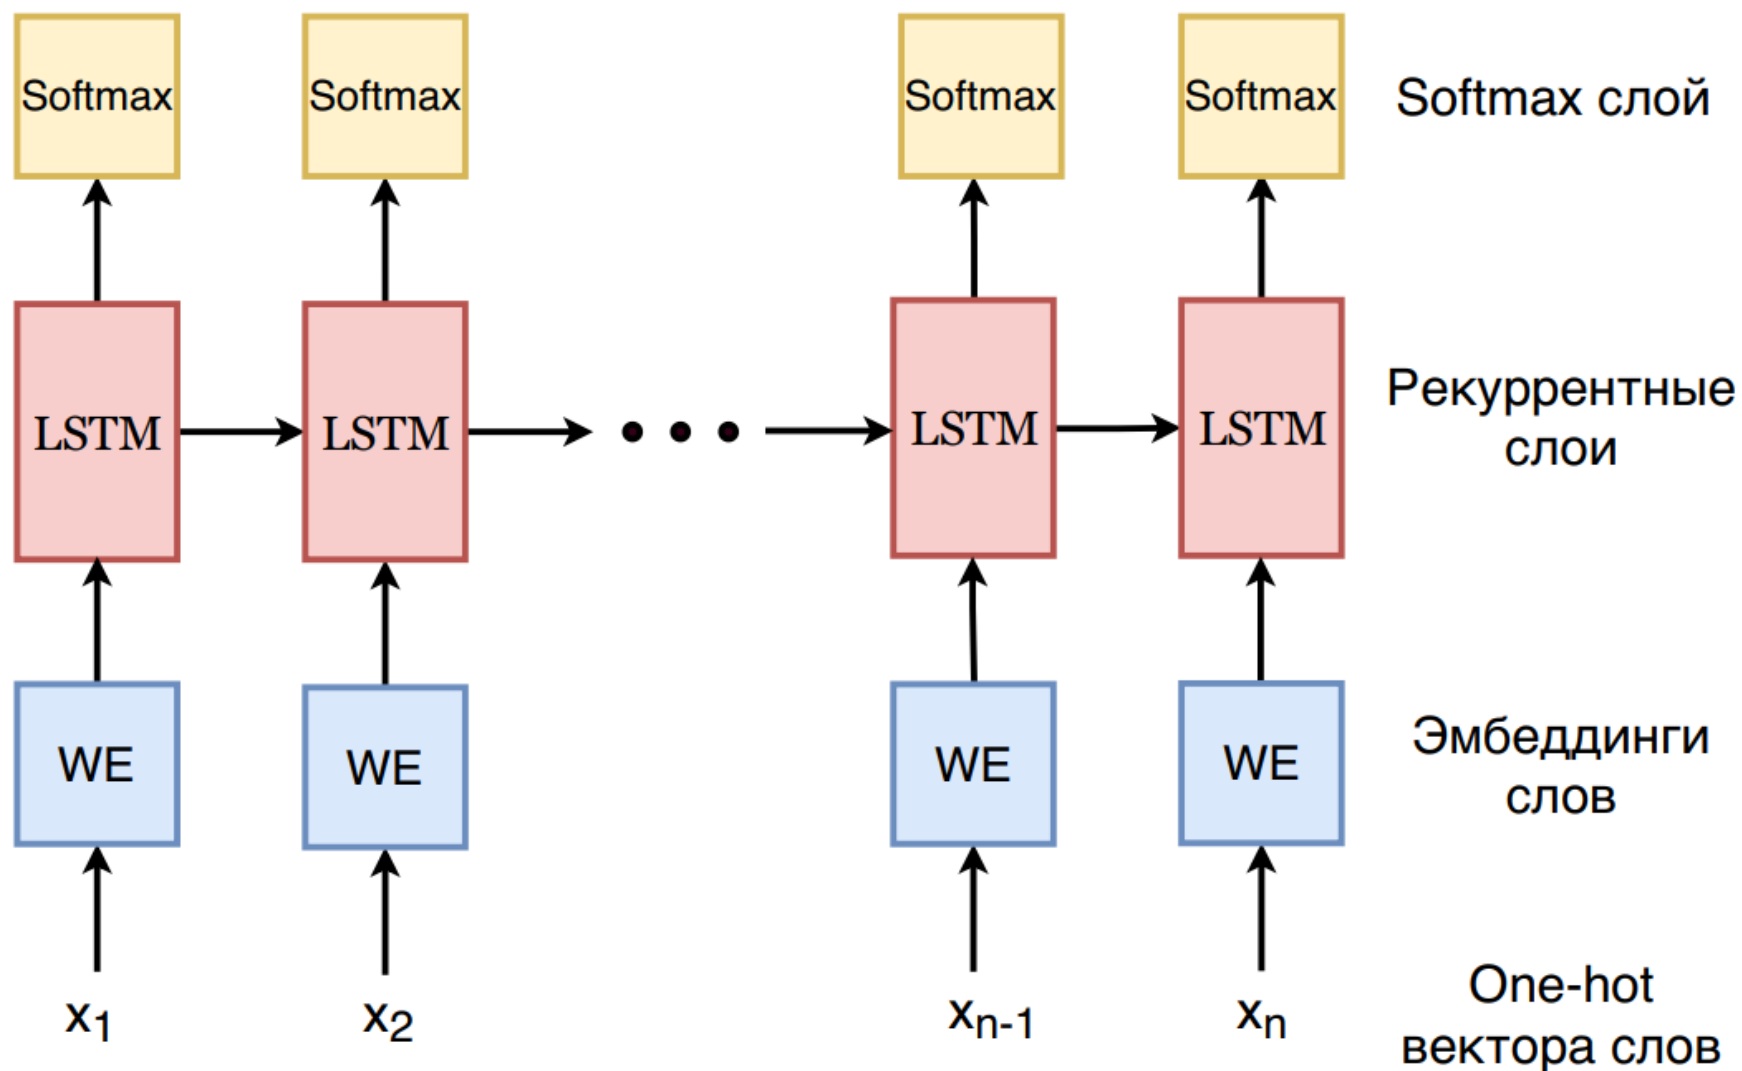 Softmax Softmax Softmax Softmax Softmax слой
LSTM LSTM LSTM LSTM Рекуррентные
слои
WE WE WE WE Эмбеддинги
слов
x1 x2 xn-1 xn One-hot
вектора слов